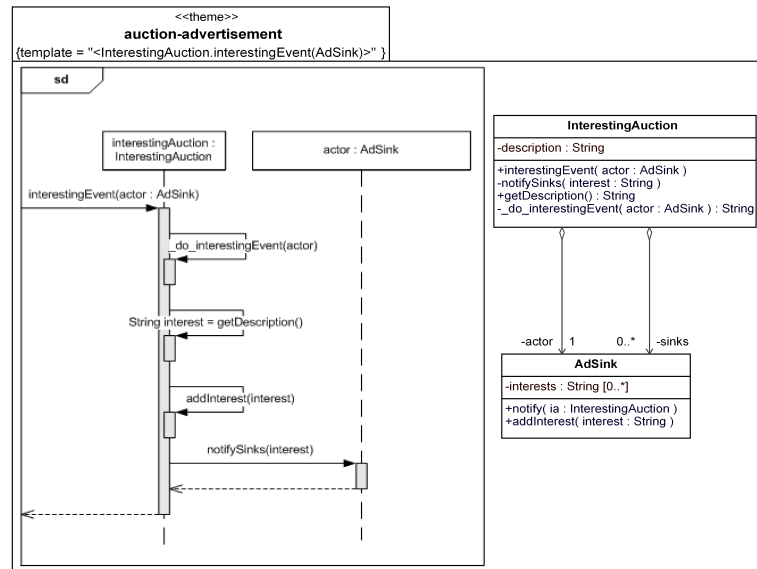 <<theme>>
auction-advertisement
{template = "<InterestingAuction.interestingEvent(AdSink)>" }
sd
interestingAuction :
InterestingAuction
actor : AdSink
interestingEvent(actor : AdSink)
_do_interestingEvent(actor)
String interest = getDescription()
addInterest(interest)
notifySinks(interest)
InterestingAuction
-description : String
+interestingEvent( actor : AdSink )
-notifySinks( interest : String )
+getDescription() : String
-_do_interestingEvent( actor : AdSink ) : String
-actor 1 0..* -sinks
AdSink
-interests : String [0..*]
+notify( ia : InterestingAuction )
+addInterest( interest : String )